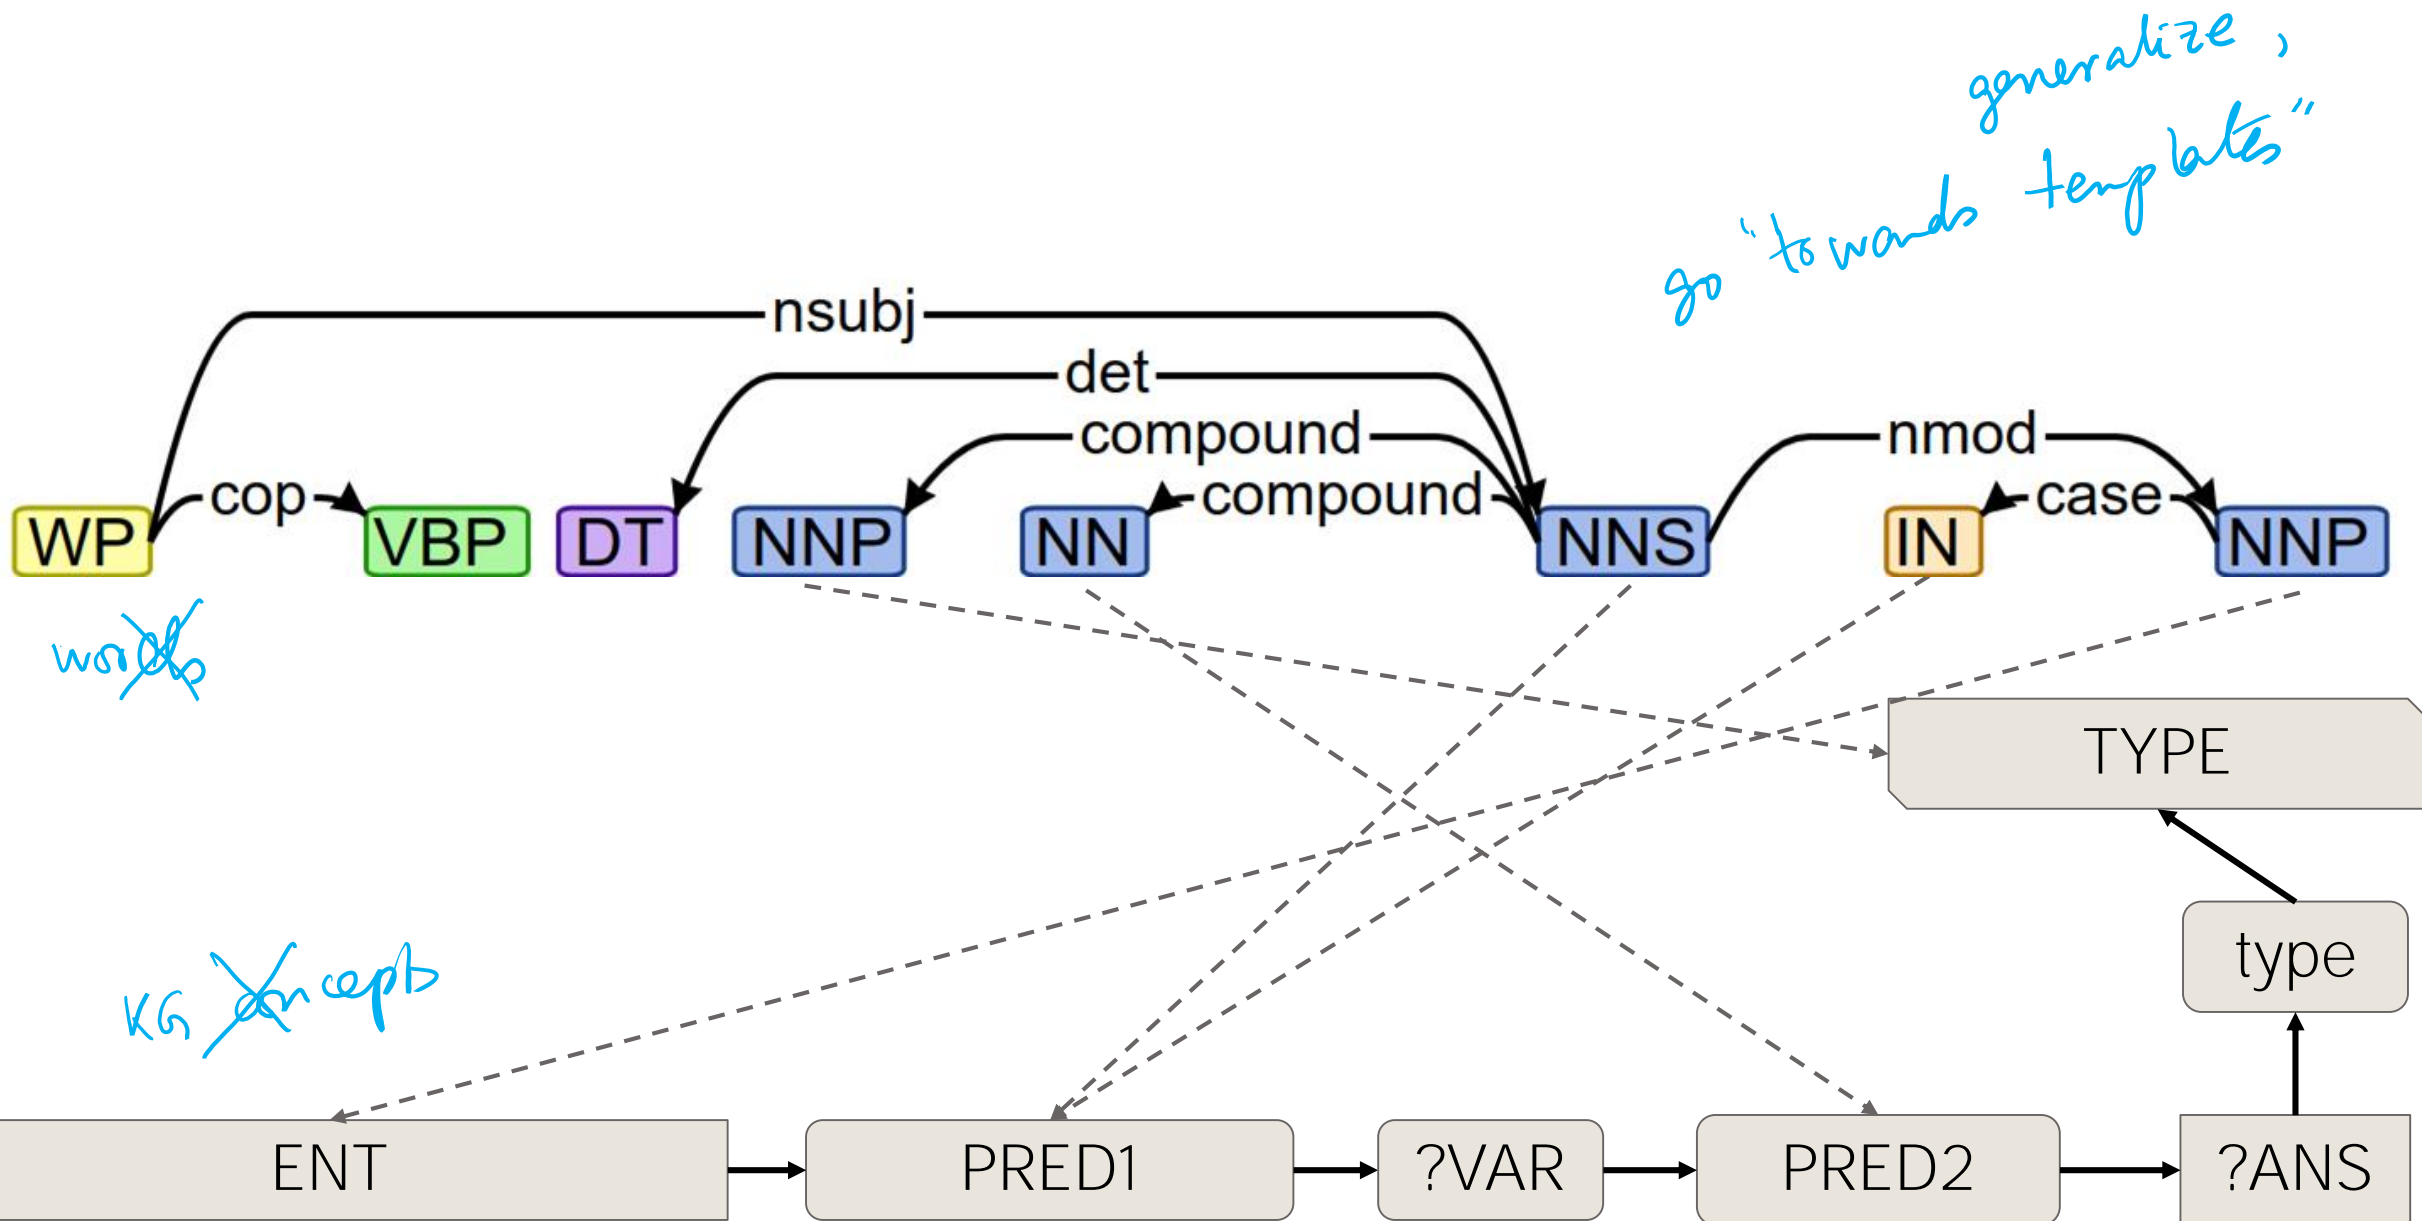 generalize,
go "towards templates"
nsubj
det
compound
nmod
cop
compound
case
WP VBP DT NNP NN NNS IN NNP
words
TYPE
type
KG concepts
ENT PRED1 ?VAR PRED2 ?ANS